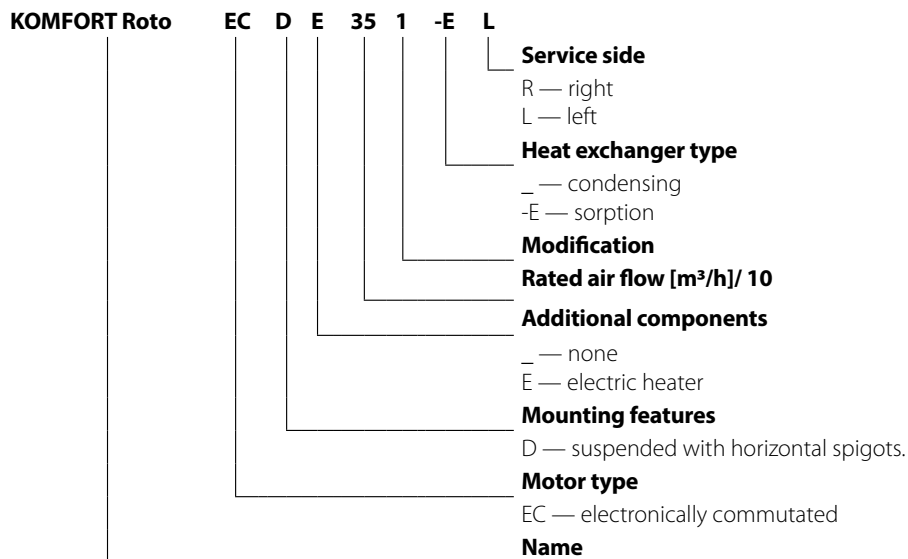 KOMFORT Roto EC D E 35 1 -E L
Service side
R — right
L — left
Heat exchanger type
_ — condensing
-E — sorption
Modification
Rated air flow [m³/h]/ 10
Additional components
_ — none
E — electric heater
Mounting features
D — suspended with horizontal spigots.
Motor type
EC — electronically commutated
Name